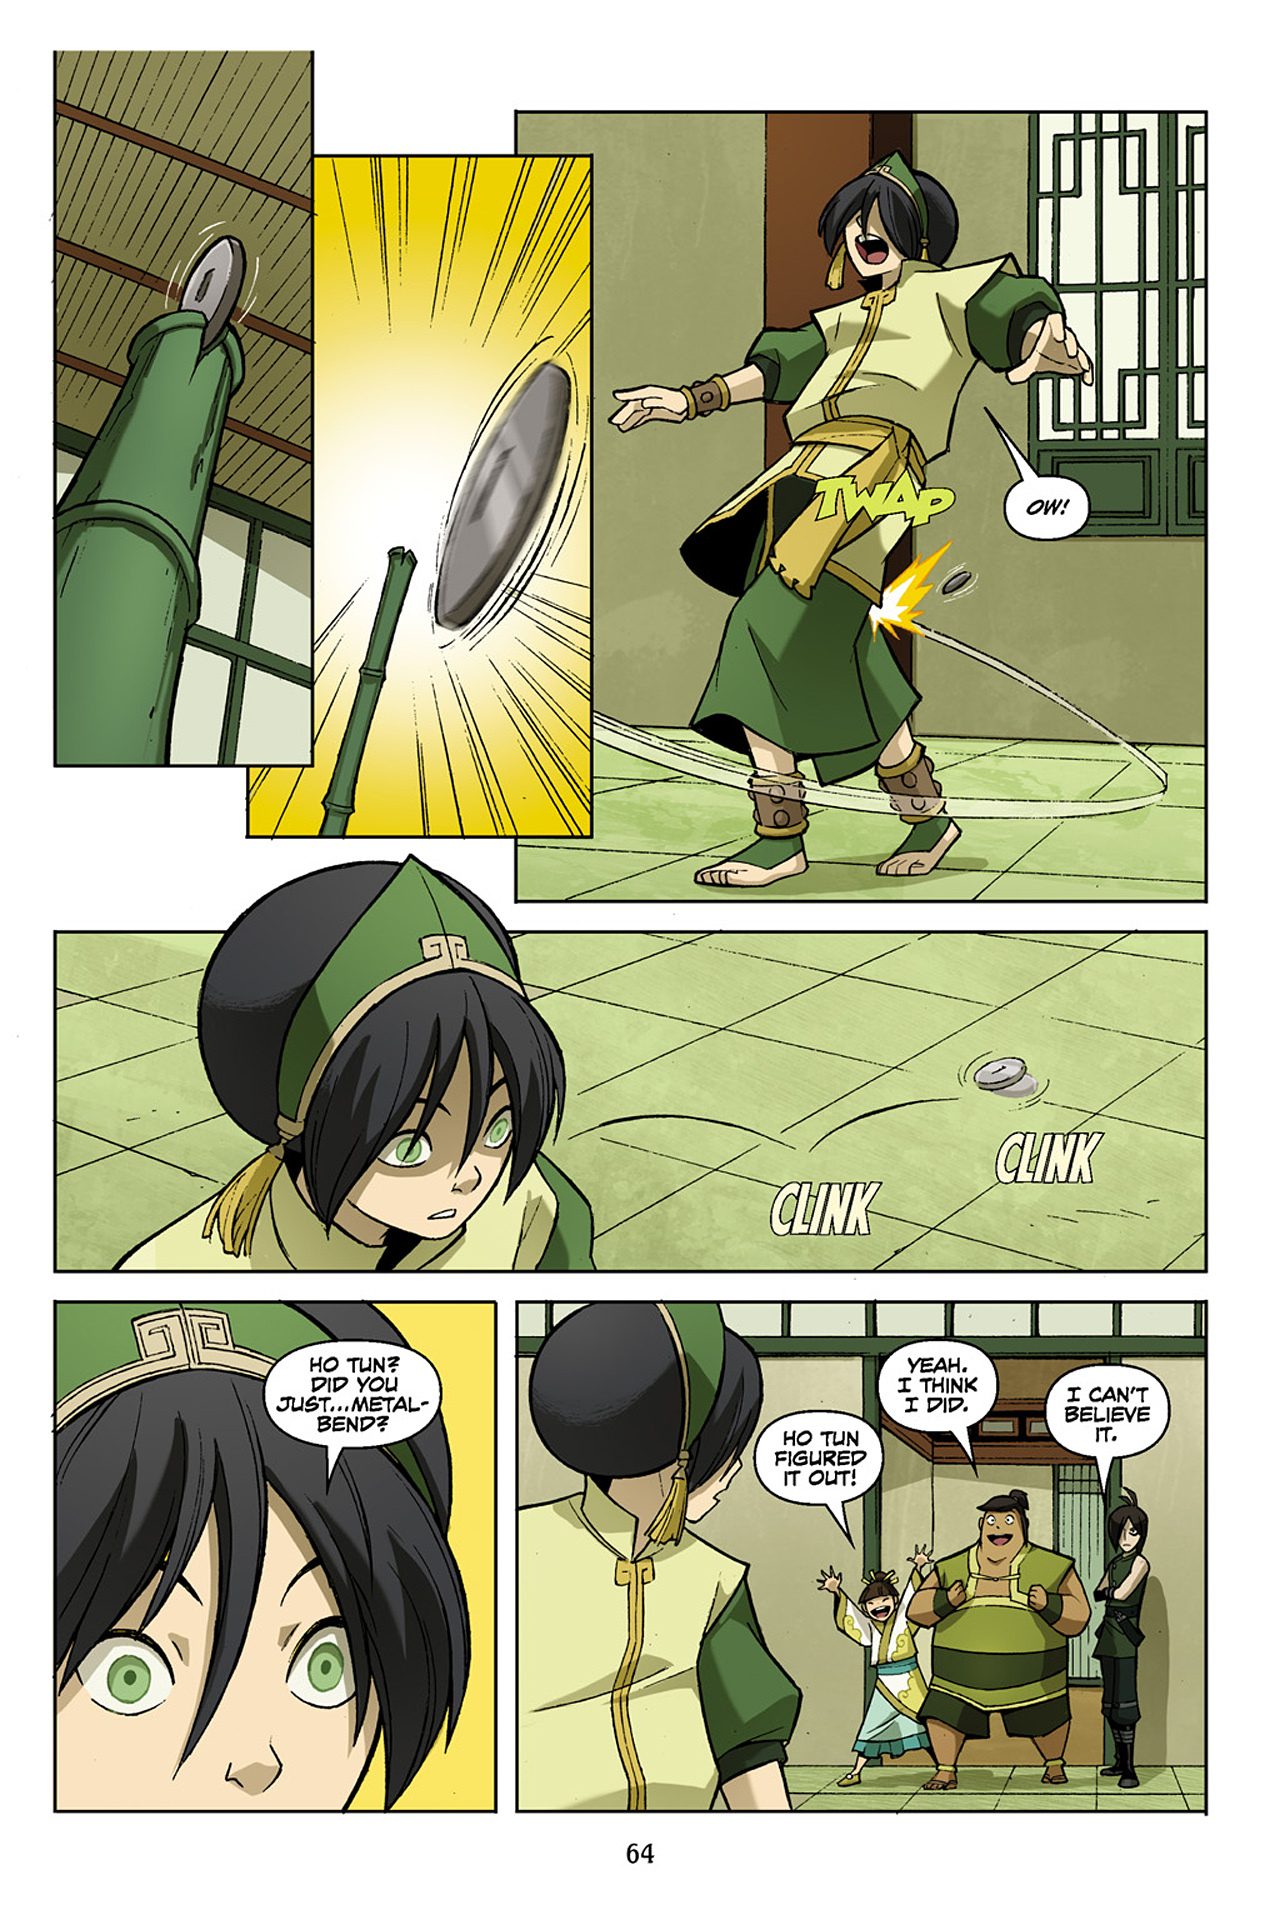 TWAP
OW!
CLINK
CLINK
HO TUN?
DID YOU
JUST...METAL-
BEND?
HO TUN
FIGURED
IT OUT!
YEAH.
I THINK
I DID.
I CAN'T
BELIEVE
IT.
64